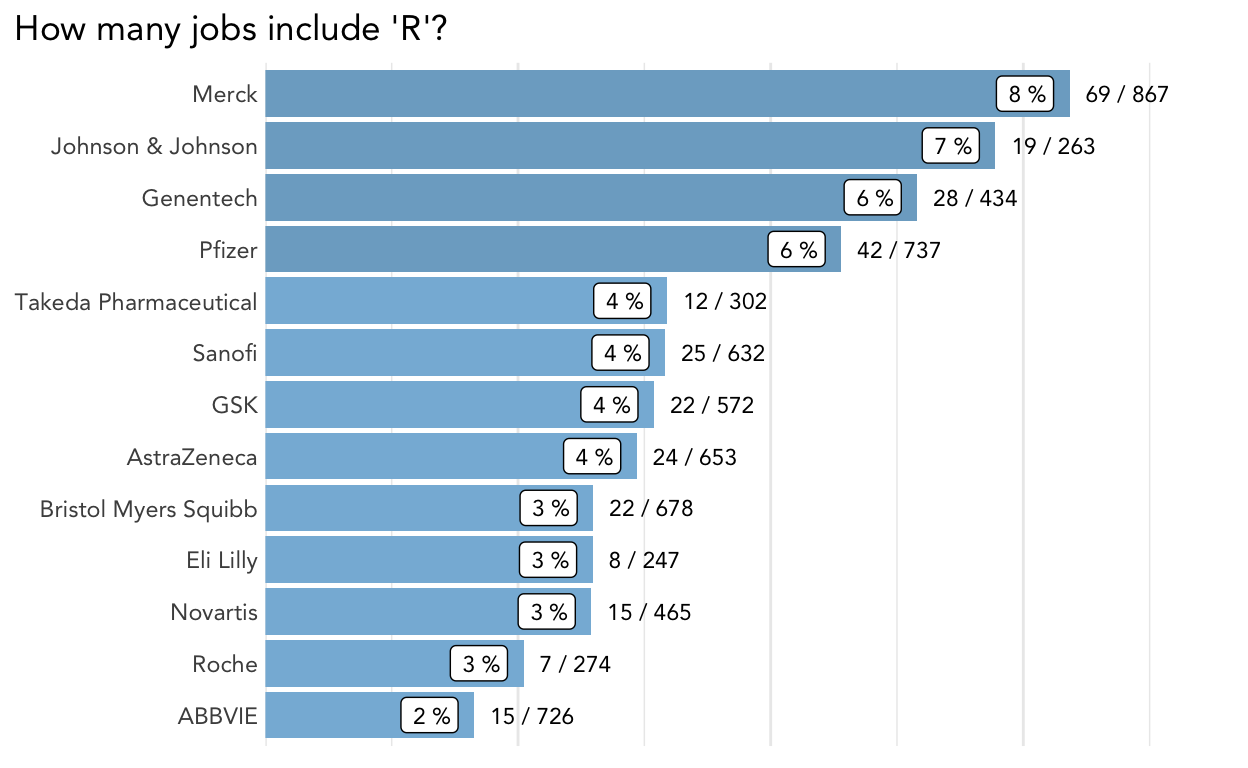 How many jobs include 'R'?
Merck 8 % 69 / 867
Johnson & Johnson 7 % 19 / 263
Genentech 6 % 28 / 434
Pfizer 6 % 42 / 737
Takeda Pharmaceutical 4 % 12 / 302
Sanofi 4 % 25 / 632
GSK 4 % 22 / 572
AstraZeneca 4 % 24 / 653
Bristol Myers Squibb 3 % 22 / 678
Eli Lilly 3 % 8 / 247
Novartis 3 % 15 / 465
Roche 3 % 7 / 274
ABBVIE 2 % 15 / 726